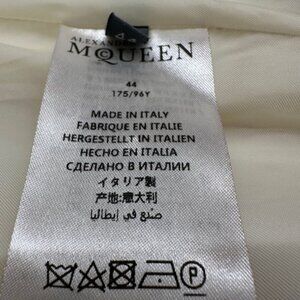 ALEXANDER
MCQUEEN
44
175/96Y
MADE IN ITALY
FABRIQUE EN ITALIE
HERGESTELLT IN ITALIEN
HECHO EN ITALIA
СДЕЛАНО В ИТАЛИИ
イタリア製
产地:意大利
صنع في إيطاليا
P